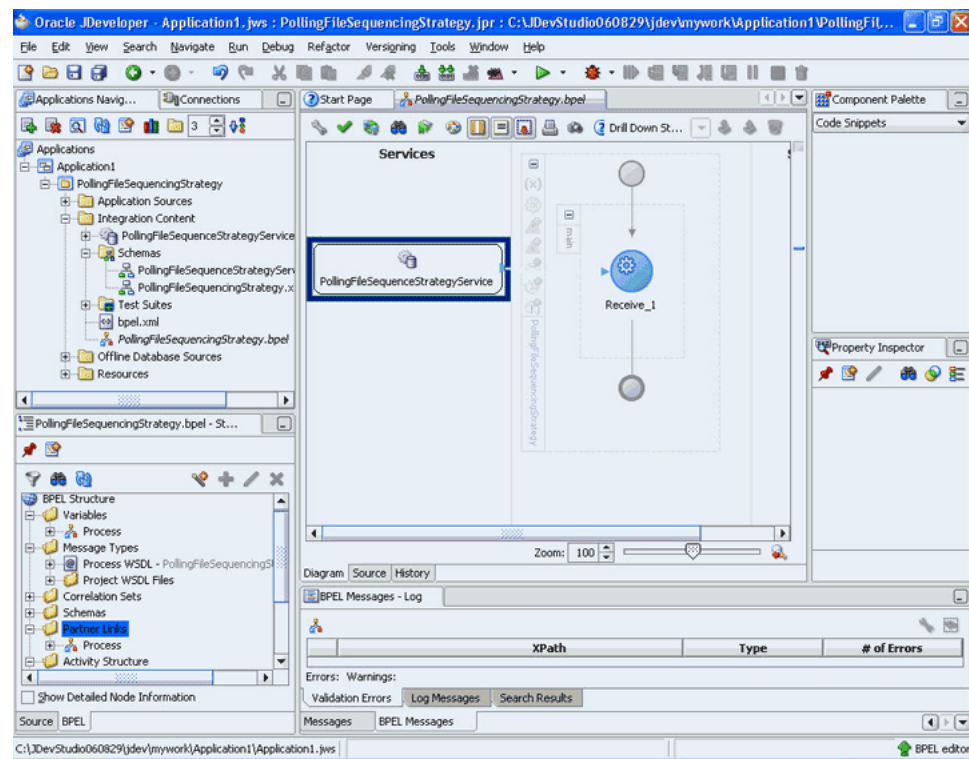 Oracle JDeveloper - Application1.jws : PollingFileSequencingStrategy.jpr : C:\JDevStudio060829\jdev\mywork\Application1\PollingFil...
File Edit View Search Navigate Run Debug Refactor Versioning Tools Window Help
Applications Navig... Connections
3
Applications
Application1
PollingFileSequencingStrategy
Application Sources
Integration Content
PollingFileSequenceStrategyService
Schemas
PollingFileSequenceStrategyServ
PollingFileSequencingStrategy.x
Test Suites
bpel.xml
PollingFileSequencingStrategy.bpel
Offline Database Sources
Resources
PollingFileSequencingStrategy.bpel - St...
BPEL Structure
Variables
Process
Message Types
Process WSDL - PollingFileSequencingS
Project WSDL Files
Correlation Sets
Schemas
Partner Links
Process
Activity Structure
Show Detailed Node Information
Source BPEL
Start Page PollingFileSequencingStrategy.bpel
Drill Down St...
Services
(x)
main
PollingFileSequenceStrategyService
Receive_1
PollingFileSequencingStrategy
Zoom: 100
Diagram Source History
BPEL Messages - Log
XPath Type # of Errors
Errors: Warnings:
Validation Errors Log Messages Search Results
Messages BPEL Messages
Component Palette
Code Snippets
Property Inspector
C:\JDevStudio060829\jdev\mywork\Application1\Application1.jws
BPEL editor